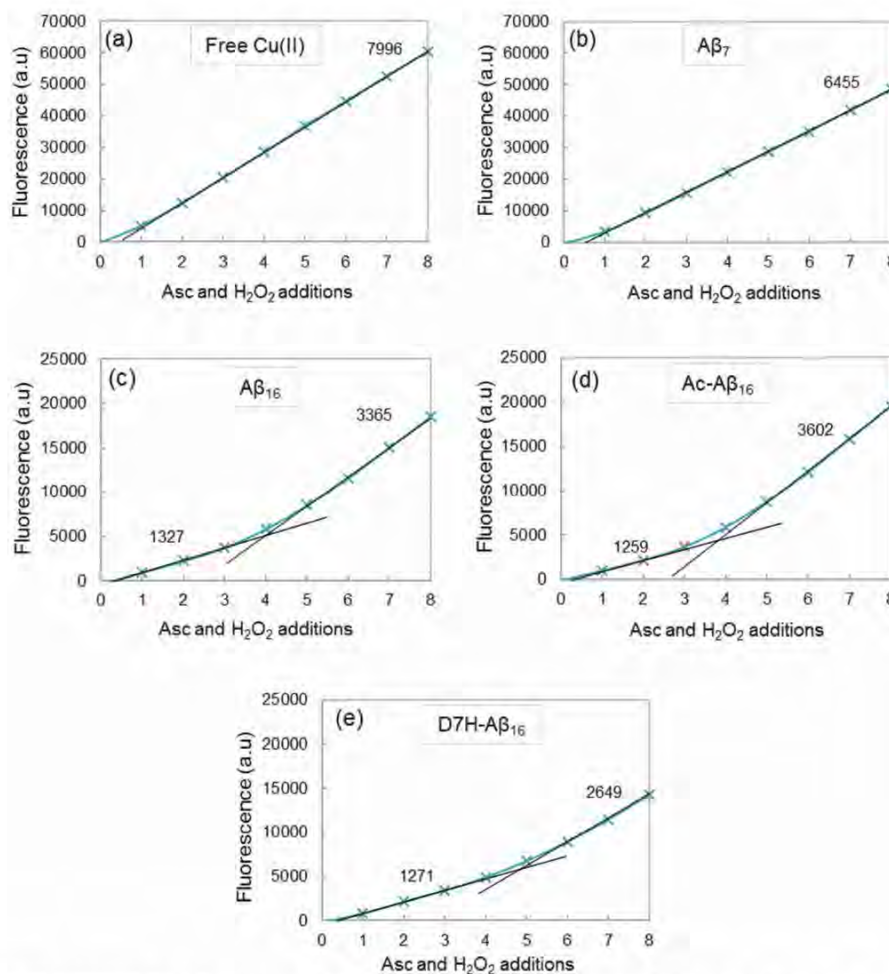 (a)
Free Cu(II)
7996
Fluorescence (a.u)
70000
60000
50000
40000
30000
20000
10000
0
0 1 2 3 4 5 6 7 8
Asc and H₂O₂ additions
(b)
Aβ₇
6455
Fluorescence (a.u)
70000
60000
50000
40000
30000
20000
10000
0
0 1 2 3 4 5 6 7 8
Asc and H₂O₂ additions
(c)
Aβ₁₆
3365
1327
Fluorescence (a.u)
25000
20000
15000
10000
5000
0
0 1 2 3 4 5 6 7 8
Asc and H₂O₂ additions
(d)
Ac-Aβ₁₆
3602
1259
Fluorescence (a.u)
25000
20000
15000
10000
5000
0
0 1 2 3 4 5 6 7 8
Asc and H₂O₂ additions
(e)
D7H-Aβ₁₆
2649
1271
Fluorescence (a.u)
25000
20000
15000
10000
5000
0
0 1 2 3 4 5 6 7 8
Asc and H₂O₂ additions